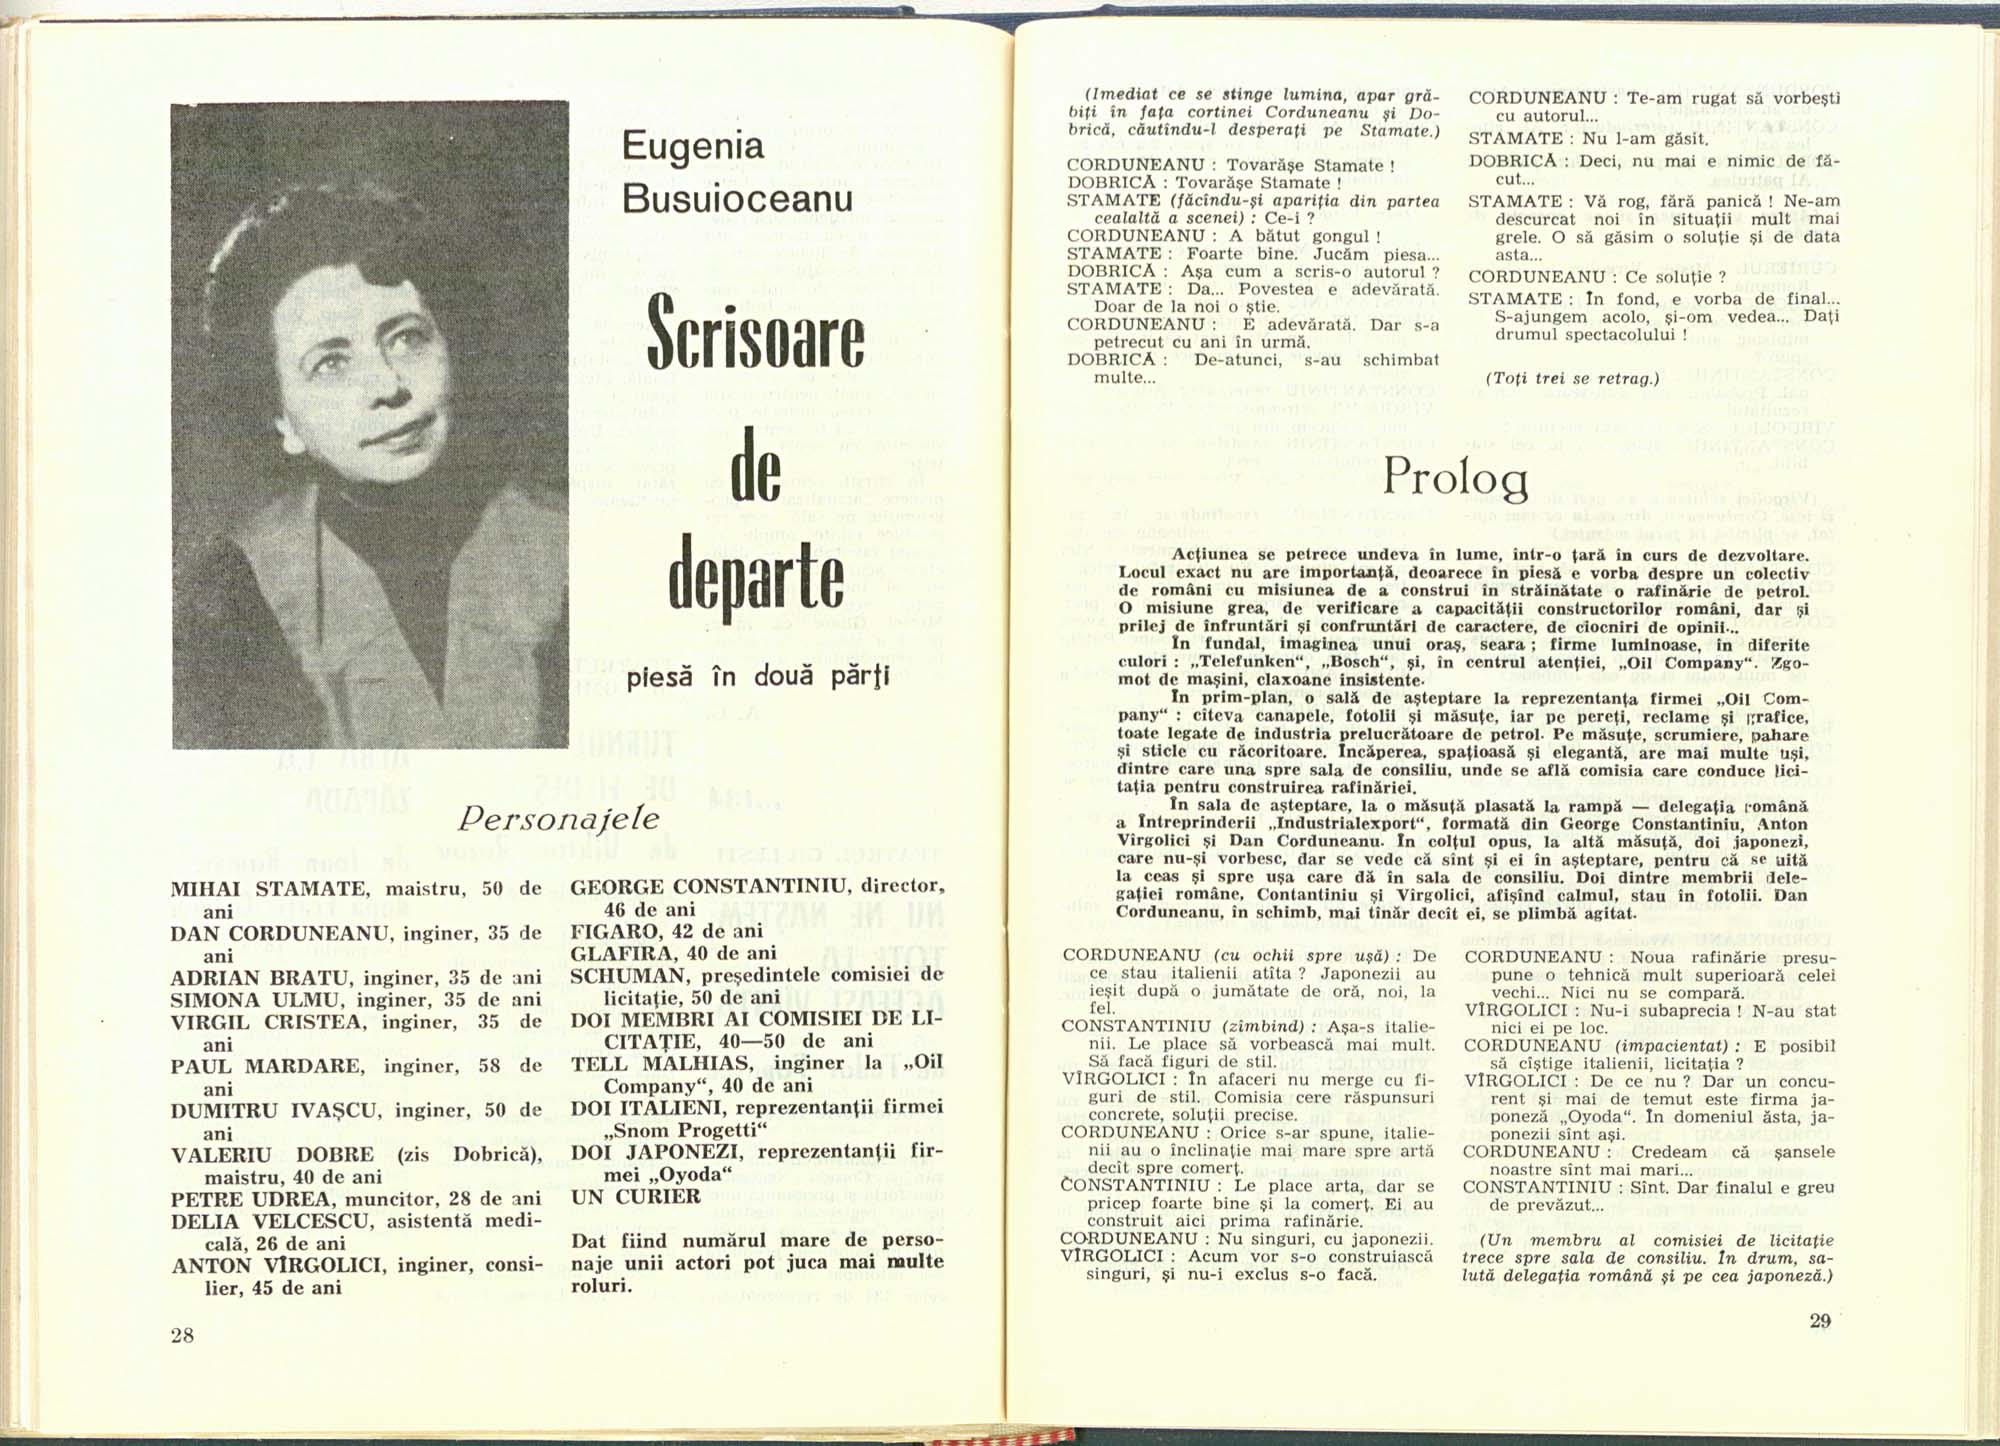 Eugenia
Busuioceanu
Scrisoare
de
departe
piesă în două părți
Personajele
MIHAI STAMATE, maistru, 50 de
ani
DAN CORDUNEANU, inginer, 35 de
ani
ADRIAN BRATU, inginer, 35 de ani
SIMONA ULMU, inginer, 35 de ani
VIRGIL CRISTEA, inginer, 35 de
ani
PAUL MARDARE, inginer, 58 de
ani
DUMITRU IVAȘCU, inginer, 50 de
ani
VALERIU DOBRE (zis Dobrică),
maistru, 40 de ani
PETRE UDREA, muncitor, 28 de ani
DELIA VELCESCU, asistentă medi-
cală, 26 de ani
ANTON VÎRGOLICI, inginer, consi-
lier, 45 de ani
GEORGE CONSTANTINIU, director,
46 de ani
FIGARO, 42 de ani
GLAFIRA, 40 de ani
SCHUMAN, președintele comisiei de
licitație, 50 de ani
DOI MEMBRI AI COMISIEI DE LI-
CITAȚIE, 40—50 de ani
TELL MALHIAS, inginer la „Oil
Company“, 40 de ani
DOI ITALIENI, reprezentanții firmei
„Snom Progetti“
DOI JAPONEZI, reprezentanții fir-
mei „Oyoda“
UN CURIER
Dat fiind numărul mare de perso-
naje unii actori pot juca mai multe
roluri.
28
(Imediat ce se stinge lumina, apar gră-
biți în fața cortinei Corduneanu și Do-
brică, căutîndu-l desperați pe Stamate.)
CORDUNEANU : Tovarășe Stamate !
DOBRICĂ : Tovarășe Stamate !
STAMATE (făcîndu-și apariția din partea
cealaltă a scenei) : Ce-i ?
CORDUNEANU : A bătut gongul !
STAMATE : Foarte bine. Jucăm piesa...
DOBRICĂ : Așa cum a scris-o autorul ?
STAMATE : Da... Povestea e adevărată.
Doar de la noi o știe.
CORDUNEANU : E adevărată. Dar s-a
petrecut cu ani în urmă.
DOBRICĂ : De-atunci, s-au schimbat
multe...
CORDUNEANU : Te-am rugat să vorbești
cu autorul...
STAMATE : Nu l-am găsit.
DOBRICĂ : Deci, nu mai e nimic de fă-
cut...
STAMATE : Vă rog, fără panică ! Ne-am
descurcat noi în situații mult mai
grele. O să găsim o soluție și de data
asta...
CORDUNEANU : Ce soluție ?
STAMATE : În fond, e vorba de final...
S-ajungem acolo, și-om vedea... Dați
drumul spectacolului !
(Toți trei se retrag.)
Prolog
Acțiunea se petrece undeva în lume, într-o țară în curs de dezvoltare.
Locul exact nu are importanță, deoarece în piesă e vorba despre un colectiv
de români cu misiunea de a construi în străinătate o rafinărie de petrol.
O misiune grea, de verificare a capacității constructorilor români, dar și
prilej de înfruntări și confruntări de caractere, de ciocniri de opinii...
În fundal, imaginea unui oraș, seara ; firme luminoase, în diferite
culori : „Telefunken“, „Bosch“, și, în centrul atenției, „Oil Company“. Zgo-
mot de mașini, claxoane insistente.
În prim-plan, o sală de așteptare la reprezentanța firmei „Oil Com-
pany“ : cîteva canapele, fotolii și măsuțe, iar pe pereți, reclame și grafice,
toate legate de industria prelucrătoare de petrol. Pe măsuțe, scrumiere, pahare
și sticle cu răcoritoare. Încăperea, spațioasă și elegantă, are mai multe uși,
dintre care una spre sala de consiliu, unde se află comisia care conduce lici-
tația pentru construirea rafinăriei.
În sala de așteptare, la o măsuță plasată la rampă — delegația română
a Întreprinderii „Industrialexport“, formată din George Constantiniu, Anton
Vîrgolici și Dan Corduneanu. În colțul opus, la altă măsuță, doi japonezi,
care nu-și vorbesc, dar se vede că sînt și ei în așteptare, pentru că se uită
la ceas și spre ușa care dă în sala de consiliu. Doi dintre membrii dele-
gației române, Contantiniu și Vîrgolici, afișînd calmul, stau în fotolii. Dan
Corduneanu, în schimb, mai tînăr decît ei, se plimbă agitat.
CORDUNEANU (cu ochii spre ușă) : De
ce stau italienii atîta ? Japonezii au
ieșit după o jumătate de oră, noi, la
fel.
CONSTANTINIU (zîmbind) : Așa-s italie-
nii. Le place să vorbească mai mult.
Să facă figuri de stil.
VÎRGOLICI : În afaceri nu merge cu fi-
guri de stil. Comisia cere răspunsuri
concrete, soluții precise.
CORDUNEANU : Orice s-ar spune, italie-
nii au o înclinație mai mare spre artă
decît spre comerț.
CONSTANTINIU : Le place arta, dar se
pricep foarte bine și la comerț. Ei au
construit aici prima rafinărie.
CORDUNEANU : Nu singuri, cu japonezii.
VÎRGOLICI : Acum vor s-o construiască
singuri, și nu-i exclus s-o facă.
CORDUNEANU : Noua rafinărie presu-
pune o tehnică mult superioară celei
vechi... Nici nu se compară.
VÎRGOLICI : Nu-i subaprecia ! N-au stat
nici ei pe loc.
CORDUNEANU (impacientat) : E posibil
să cîștige italienii, licitația ?
VÎRGOLICI : De ce nu ? Dar un concu-
rent și mai de temut este firma ja-
poneză „Oyoda“. În domeniul ăsta, ja-
ponezii sînt ași.
CORDUNEANU : Credeam că șansele
noastre sînt mai mari...
CONSTANTINIU : Sînt. Dar finalul e greu
de prevăzut...
(Un membru al comisiei de licitație
trece spre sala de consiliu. În drum, sa-
lută delegația română și pe cea japoneză.)
29